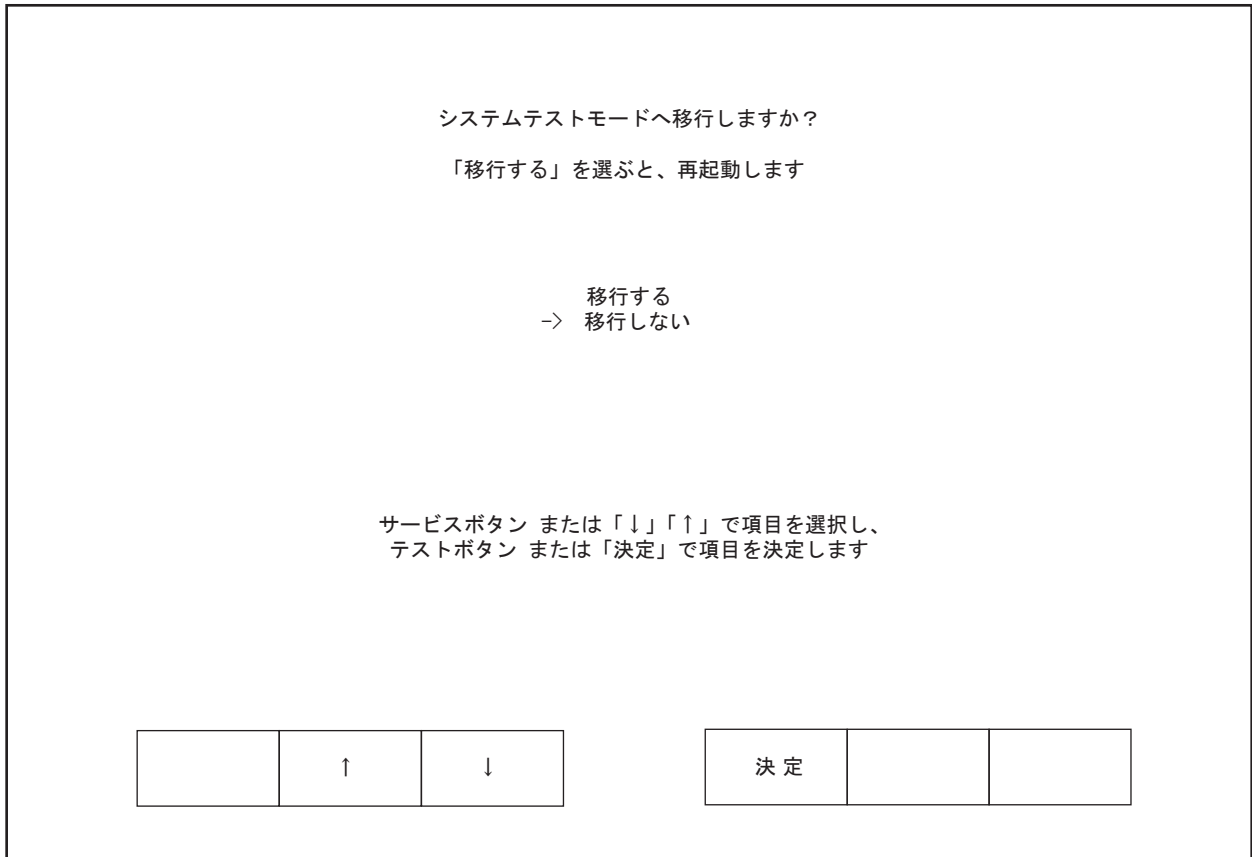 システムテストモードへ移行しますか？
「移行する」を選ぶと、再起動します
移行する
-> 移行しない
サービスボタン または「↓」「↑」で項目を選択し、
テストボタン または「決定」で項目を決定します
↑ ↓ 決 定